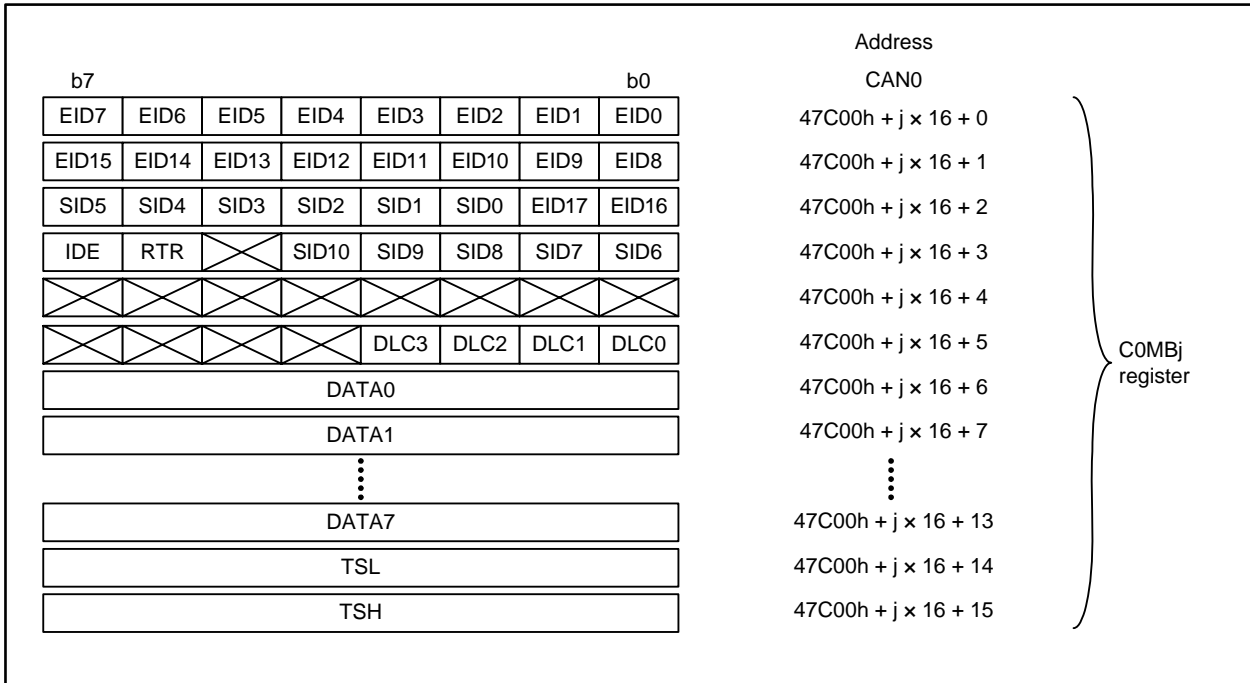 Address
b7 b0 CAN0
EID7 EID6 EID5 EID4 EID3 EID2 EID1 EID0 47C00h + j × 16 + 0
EID15 EID14 EID13 EID12 EID11 EID10 EID9 EID8 47C00h + j × 16 + 1
SID5 SID4 SID3 SID2 SID1 SID0 EID17 EID16 47C00h + j × 16 + 2
IDE RTR SID10 SID9 SID8 SID7 SID6 47C00h + j × 16 + 3
47C00h + j × 16 + 4
DLC3 DLC2 DLC1 DLC0 47C00h + j × 16 + 5
C0MBj
register
DATA0 47C00h + j × 16 + 6
DATA1 47C00h + j × 16 + 7
DATA7 47C00h + j × 16 + 13
TSL 47C00h + j × 16 + 14
TSH 47C00h + j × 16 + 15